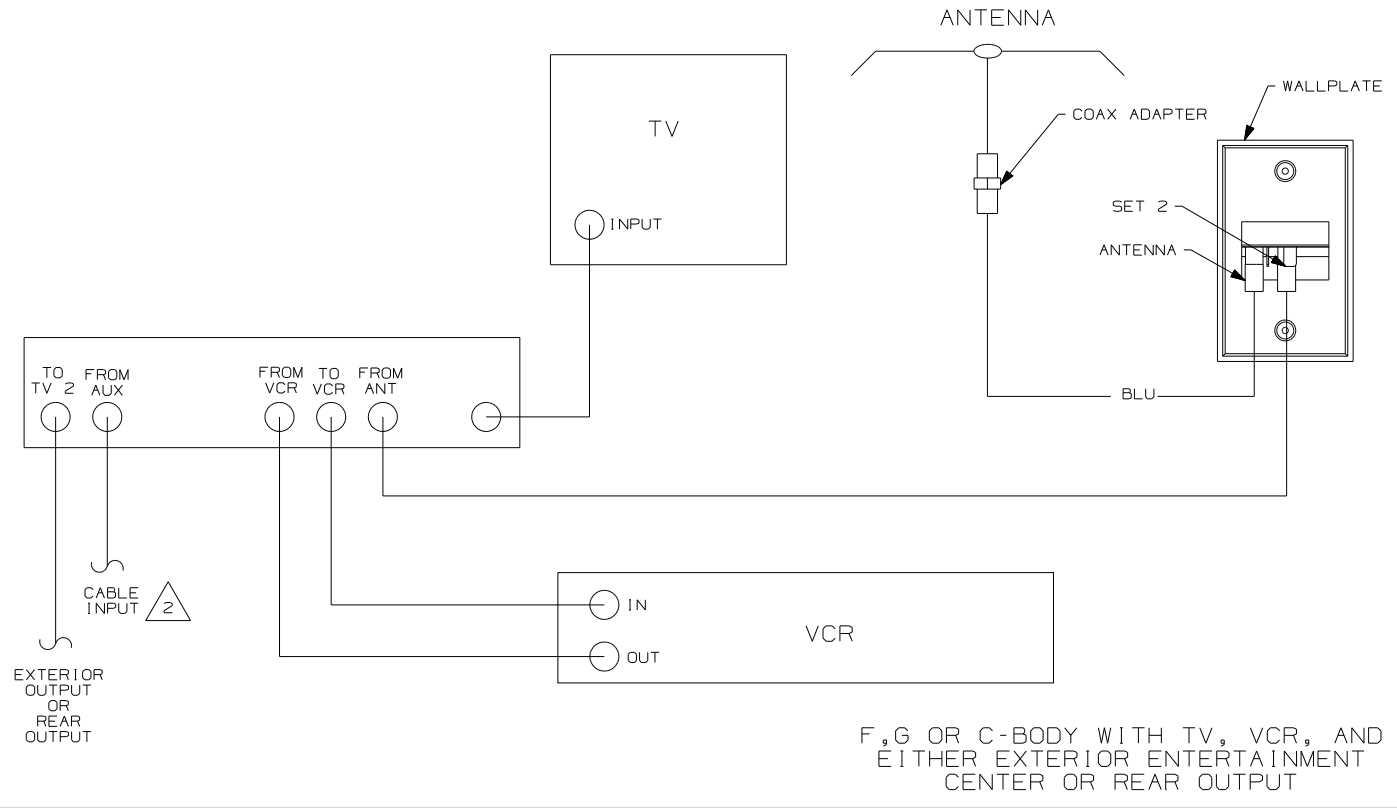 ANTENNA
WALLPLATE
COAX ADAPTER
TV
SET 2
INPUT
ANTENNA
TO
TV 2
FROM
AUX
FROM
VCR
TO
VCR
FROM
ANT
BLU
CABLE
INPUT
2
IN
VCR
OUT
EXTERIOR
OUTPUT
OR
REAR
OUTPUT
F,G OR C-BODY WITH TV, VCR, AND
EITHER EXTERIOR ENTERTAINMENT
CENTER OR REAR OUTPUT